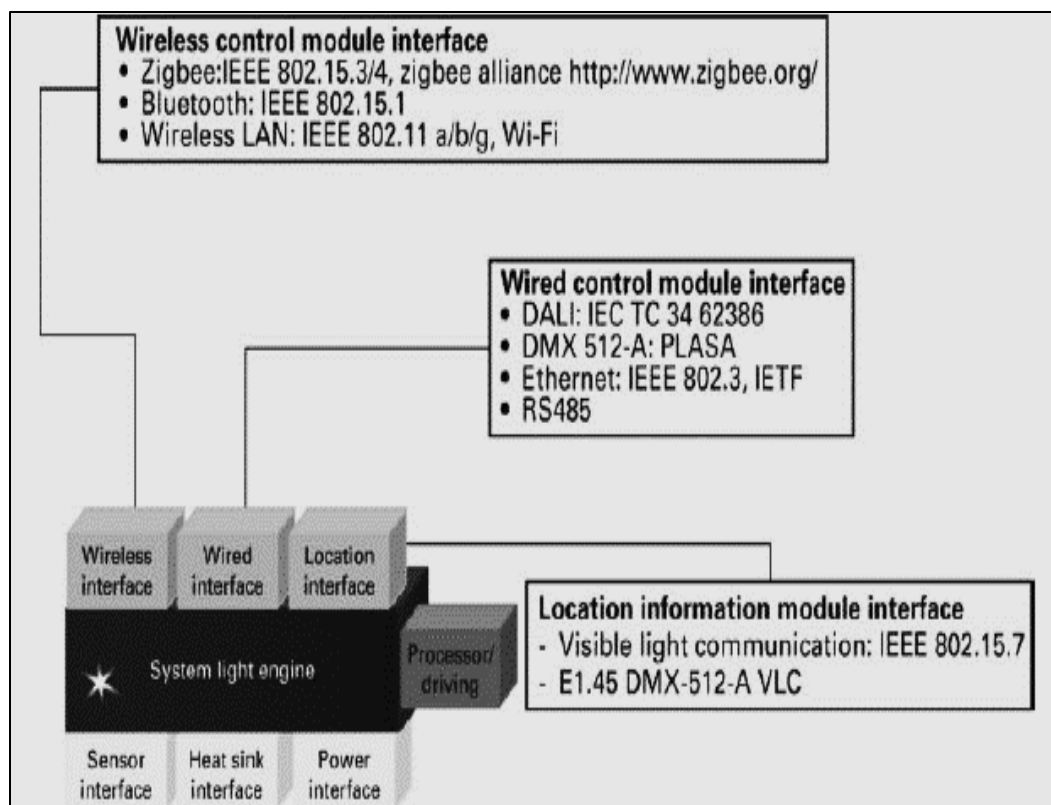 Wireless control module interface
• Zigbee:IEEE 802.15.3/4, zigbee alliance http://www.zigbee.org/
• Bluetooth: IEEE 802.15.1
• Wireless LAN: IEEE 802.11 a/b/g, Wi-Fi
Wired control module interface
• DALI: IEC TC 34 62386
• DMX 512-A: PLASA
• Ethernet: IEEE 802.3, IETF
• RS485
Wireless
interface
Wired
interface
Location
interface
Location information module interface
- Visible light communication: IEEE 802.15.7
- E1.45 DMX-512-A VLC
System light engine
Processor/
driving
Sensor
interface
Heat sink
interface
Power
interface